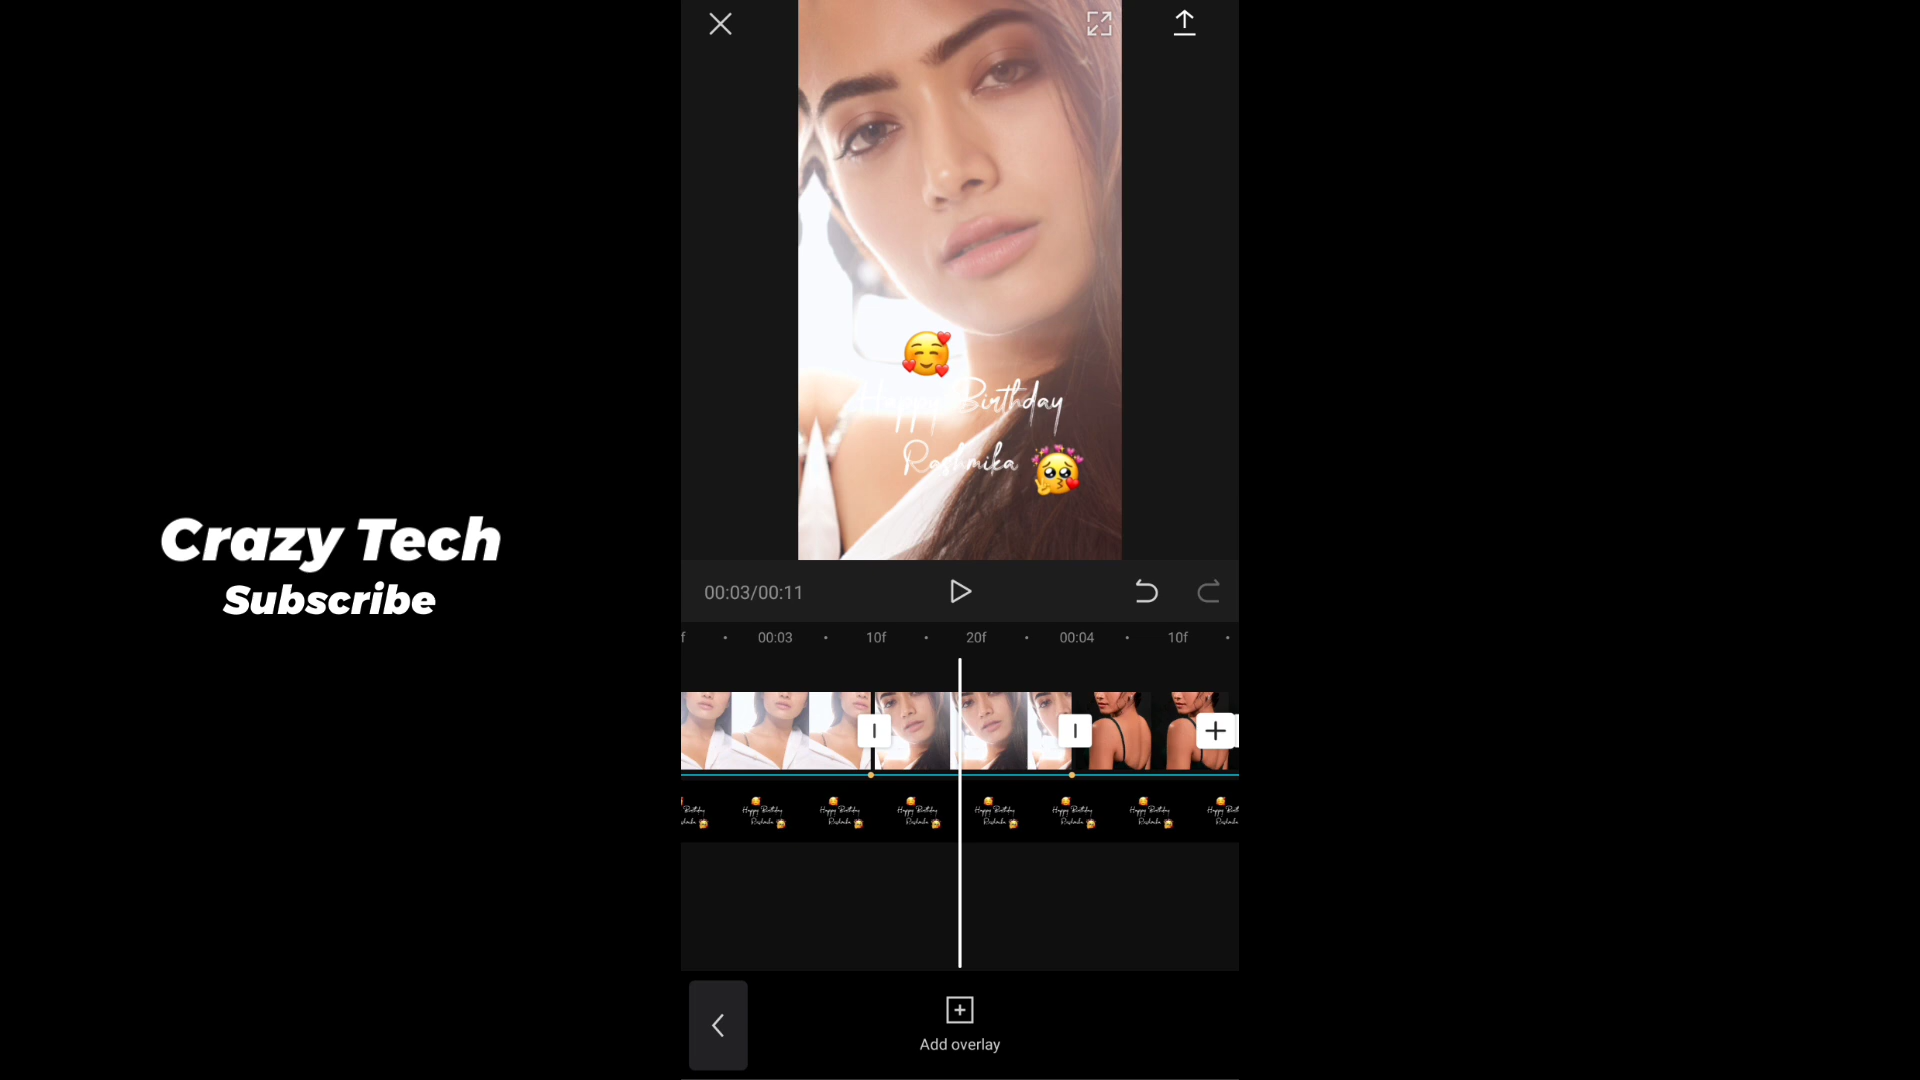 Happy Birthday
Rashmika
Crazy Tech
Subscribe
00:03/00:11
f • 00:03 • 10f • 20f • 00:04 • 10f •
Add overlay